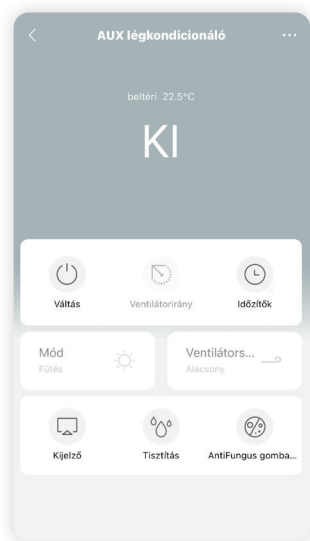 AUX légkondicionáló
beltéri 22.5°C
KI
Váltás
Ventilátorirány
Időzítők
Mód
Fűtés
Ventilátors...
Alacsony
Kijelző
Tisztítás
AntiFungus gomba...